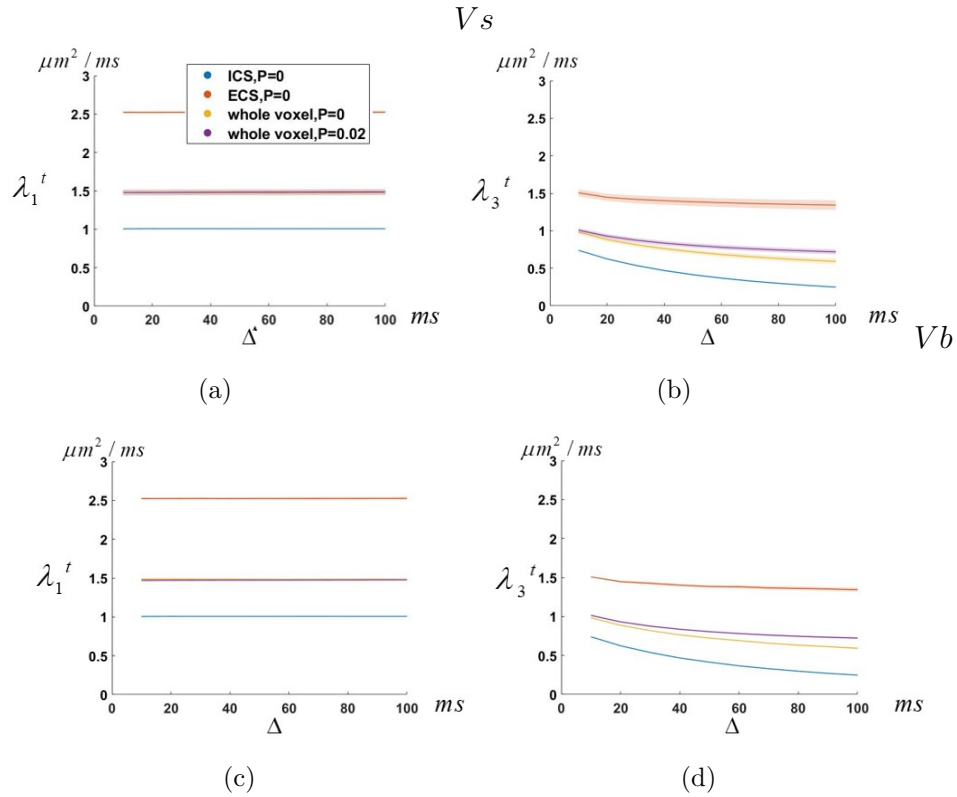 Vs
μm² / ms
3
2.5
2
1.5
1
0.5
0
λ₁ᵗ
ICS,P=0
ECS,P=0
whole voxel,P=0
whole voxel,P=0.02
0 20 40 60 80 100 ms
Δ
(a)
μm² / ms
3
2.5
2
1.5
1
0.5
0
λ₃ᵗ
0 20 40 60 80 100 ms
Δ
(b)
Vb
μm² / ms
3
2.5
2
1.5
1
0.5
0
λ₁ᵗ
0 20 40 60 80 100 ms
Δ
(c)
μm² / ms
3
2.5
2
1.5
1
0.5
0
λ₃ᵗ
0 20 40 60 80 100 ms
Δ
(d)